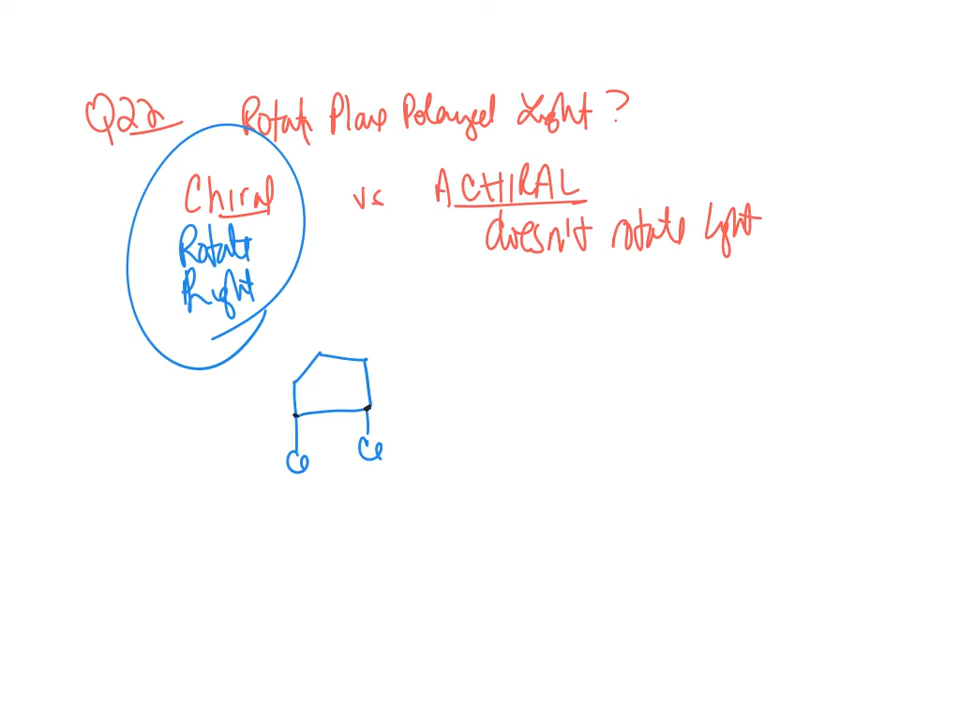 Q22 Rotate Plane Polarized Light?
Chiral vs ACHIRAL
doesn't rotate light
Rotate
Light
Cl Cl